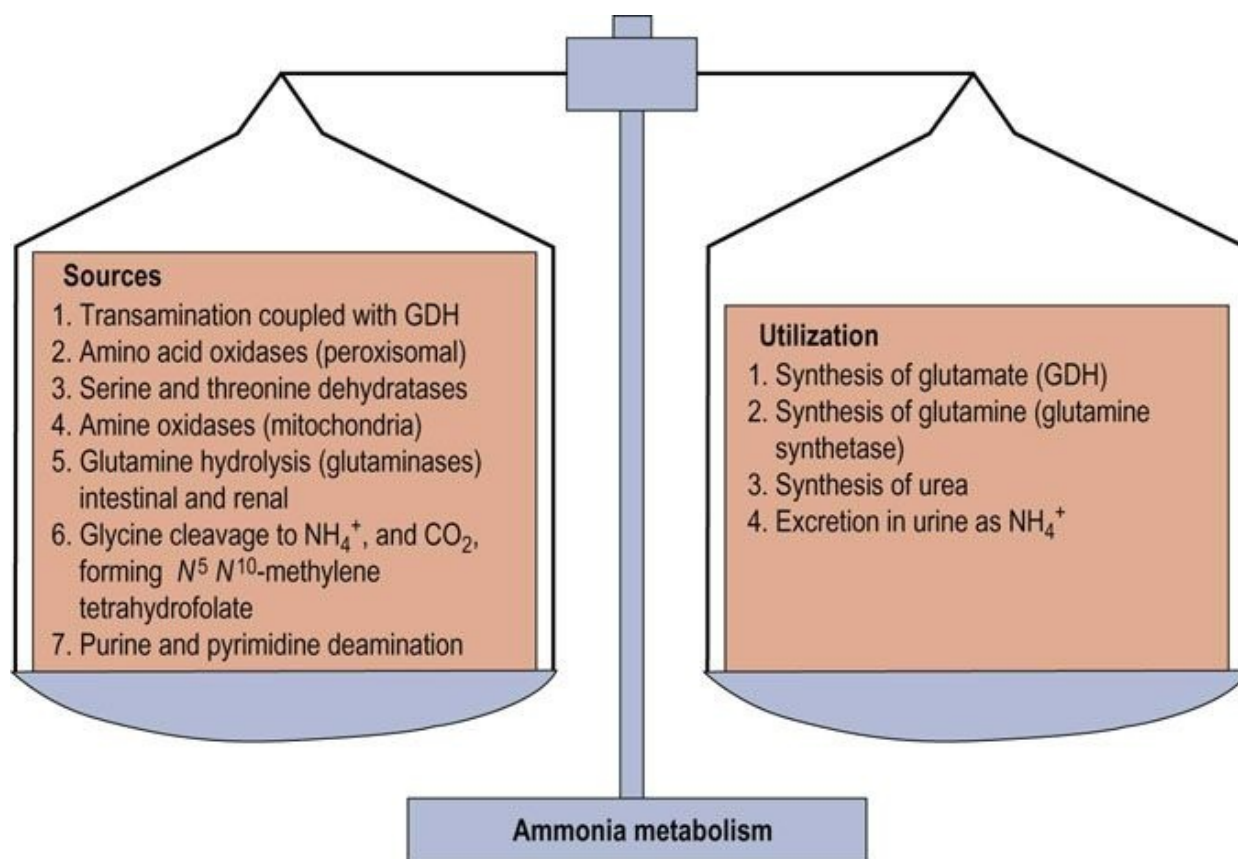 Sources
1. Transamination coupled with GDH
2. Amino acid oxidases (peroxisomal)
3. Serine and threonine dehydratases
4. Amine oxidases (mitochondria)
5. Glutamine hydrolysis (glutaminases)
intestinal and renal
6. Glycine cleavage to NH₄⁺, and CO₂,
forming N⁵ N¹⁰-methylene
tetrahydrofolate
7. Purine and pyrimidine deamination
Utilization
1. Synthesis of glutamate (GDH)
2. Synthesis of glutamine (glutamine
synthetase)
3. Synthesis of urea
4. Excretion in urine as NH₄⁺
Ammonia metabolism